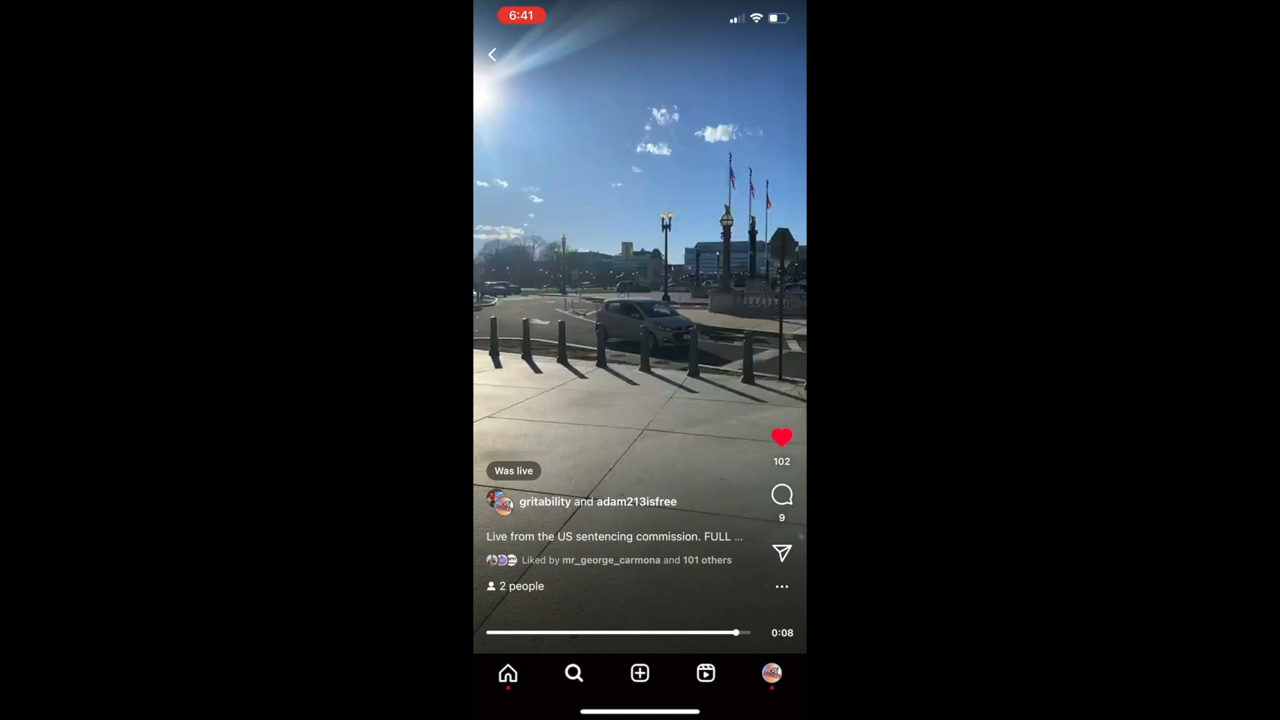 6:41
Was live
gritability and adam213isfree
Live from the US sentencing commission. FULL ...
Liked by mr_george_carmona and 101 others
2 people
102
9
0:08